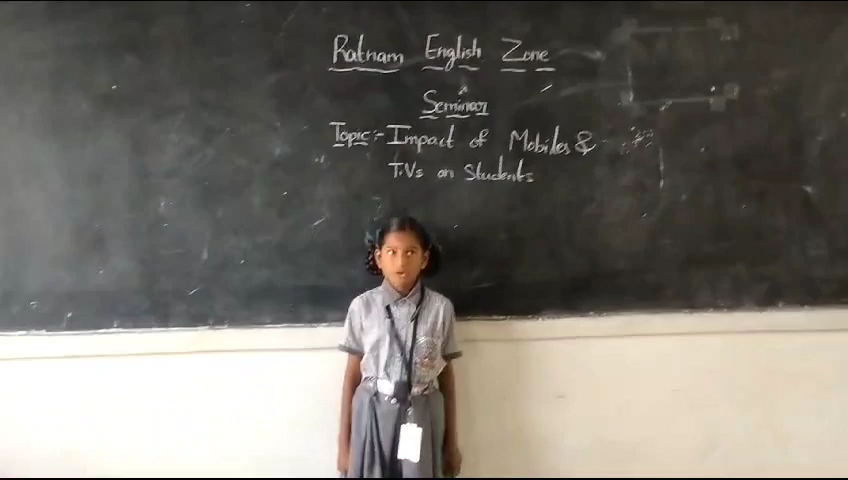 Ratnam English Zone
Seminar
Topic:- Impact of Mobiles &
T.Vs on Students